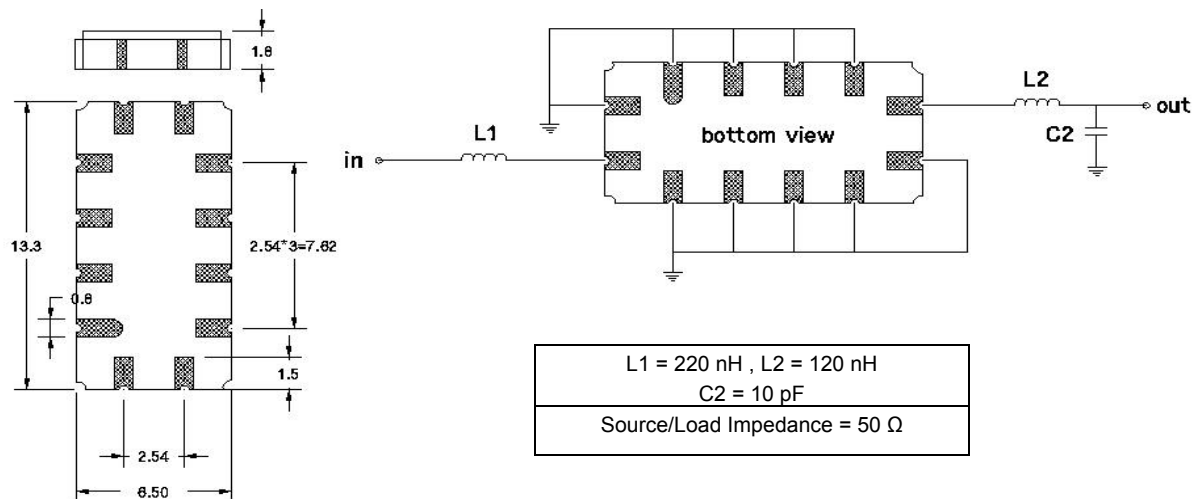 1.8
13.3
2.54*3=7.62
0.8
1.5
2.54
6.50
L1
in
bottom view
L2
out
C2
L1 = 220 nH , L2 = 120 nH
C2 = 10 pF
Source/Load Impedance = 50 Ω